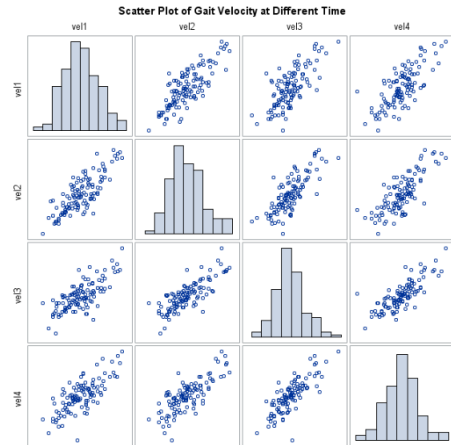 Scatter Plot of Gait Velocity at Different Time
vel1 vel2 vel3 vel4
vel1
vel2
vel3
vel4